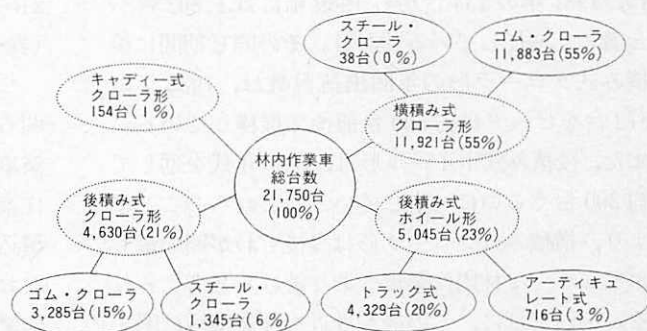 スチール・
クローラ
38台(0%)
ゴム・クローラ
11,883台(55%)
キャディー式
クローラ形
154台(1%)
横積み式
クローラ形
11,921台(55%)
林内作業車
総台数
21,750台
(100%)
後積み式
クローラ形
4,630台(21%)
後積み式
ホイール形
5,045台(23%)
ゴム・クローラ
3,285台(15%)
スチール・
クローラ
1,345台(6%)
トラック式
4,329台(20%)
アーティキュ
レート式
716台(3%)